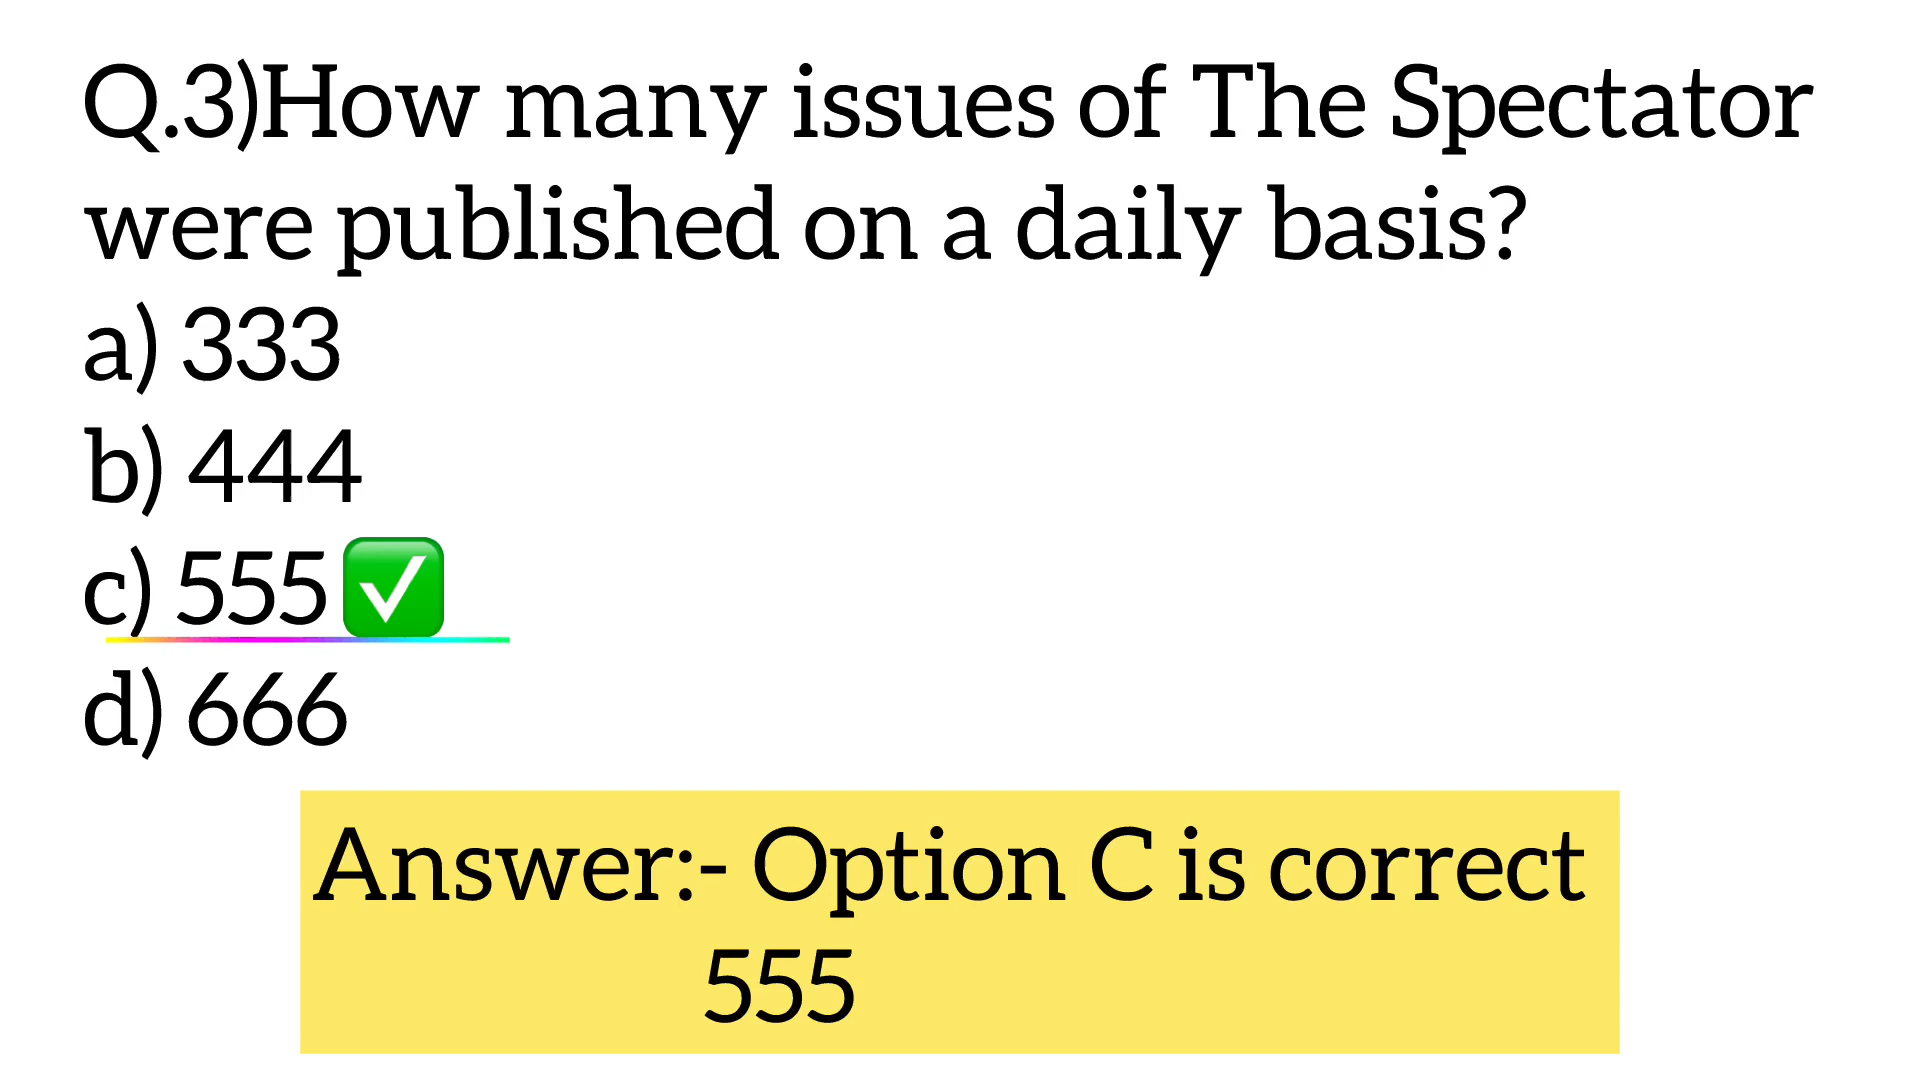 Q.3)How many issues of The Spectator
were published on a daily basis?
a) 333
b) 444
c) 555 ✅
d) 666
Answer:- Option C is correct
555